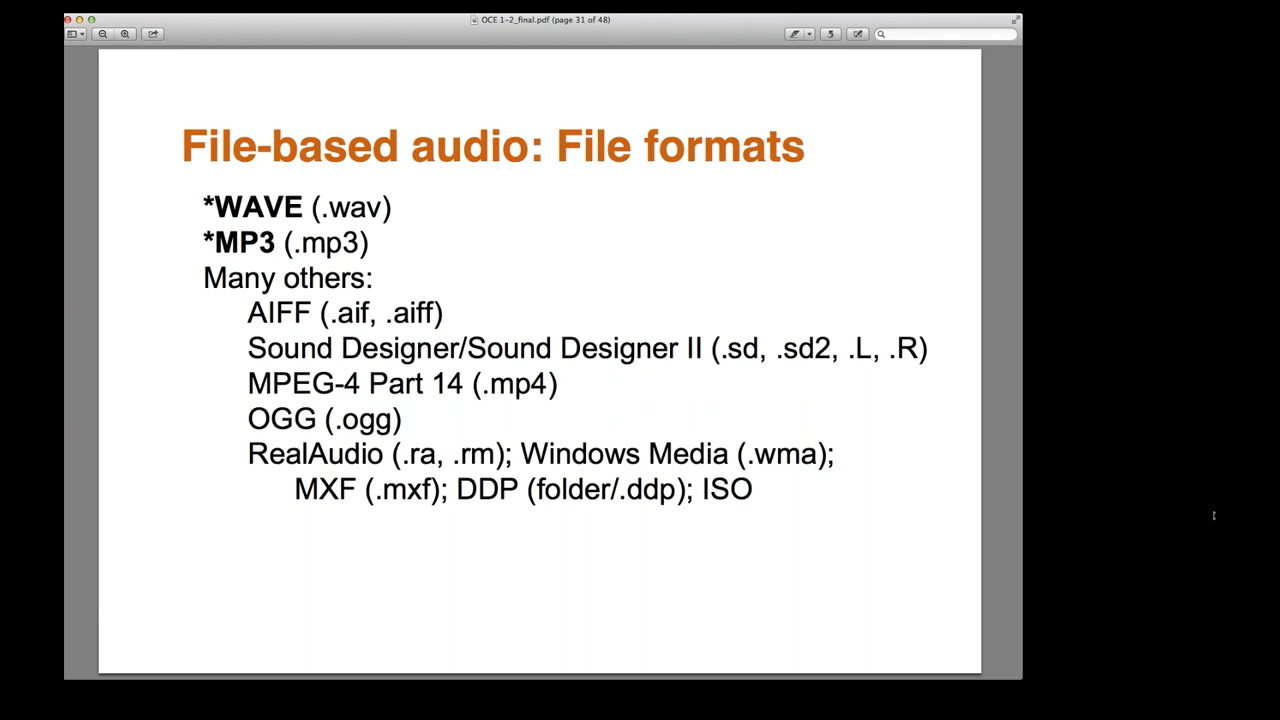 OCE 1-2_final.pdf (page 31 of 48)
File-based audio: File formats
*WAVE (.wav)
*MP3 (.mp3)
Many others:
AIFF (.aif, .aiff)
Sound Designer/Sound Designer II (.sd, .sd2, .L, .R)
MPEG-4 Part 14 (.mp4)
OGG (.ogg)
RealAudio (.ra, .rm); Windows Media (.wma);
MXF (.mxf); DDP (folder/.ddp); ISO